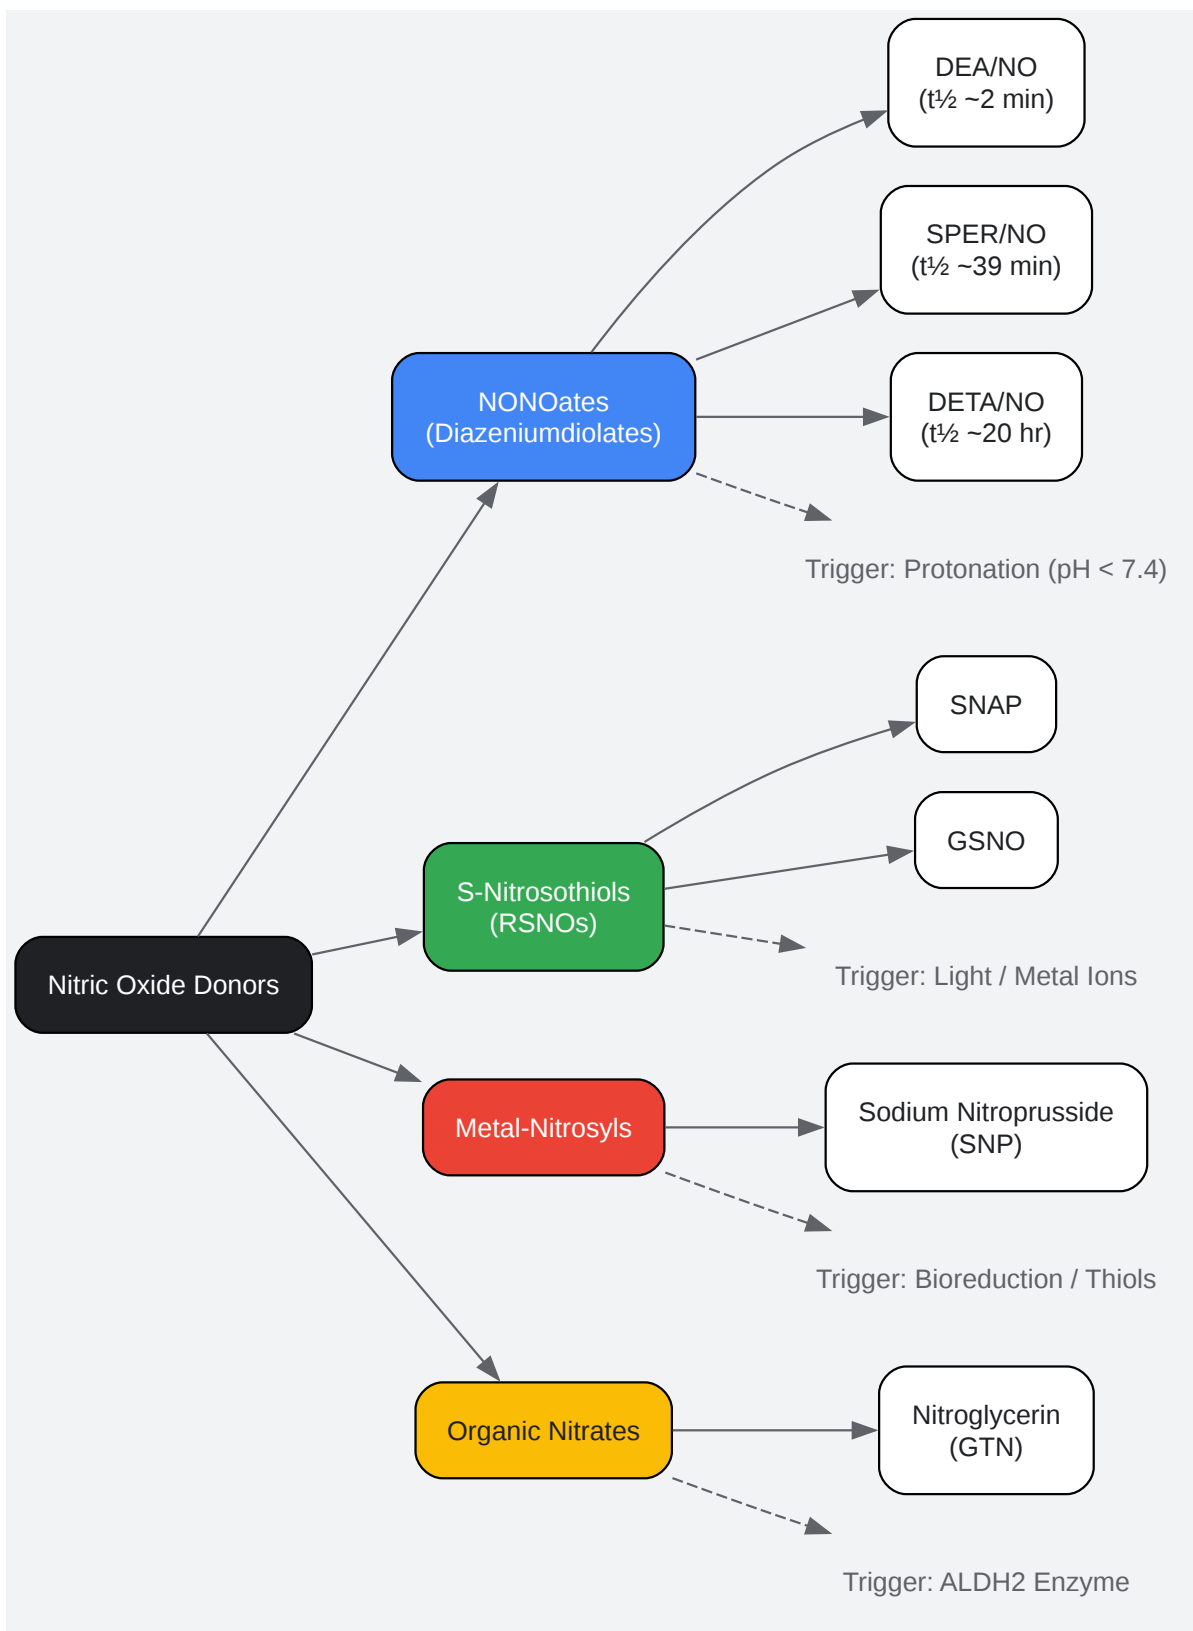 DEA/NO
(t½ ~2 min)
SPER/NO
(t½ ~39 min)
NONOates
(Diazeniumdiolates)
DETA/NO
(t½ ~20 hr)
Trigger: Protonation (pH < 7.4)
SNAP
GSNO
S-Nitrosothiols
(RSNOs)
Trigger: Light / Metal Ions
Nitric Oxide Donors
Metal-Nitrosyls
Sodium Nitroprusside
(SNP)
Trigger: Bioreduction / Thiols
Organic Nitrates
Nitroglycerin
(GTN)
Trigger: ALDH2 Enzyme